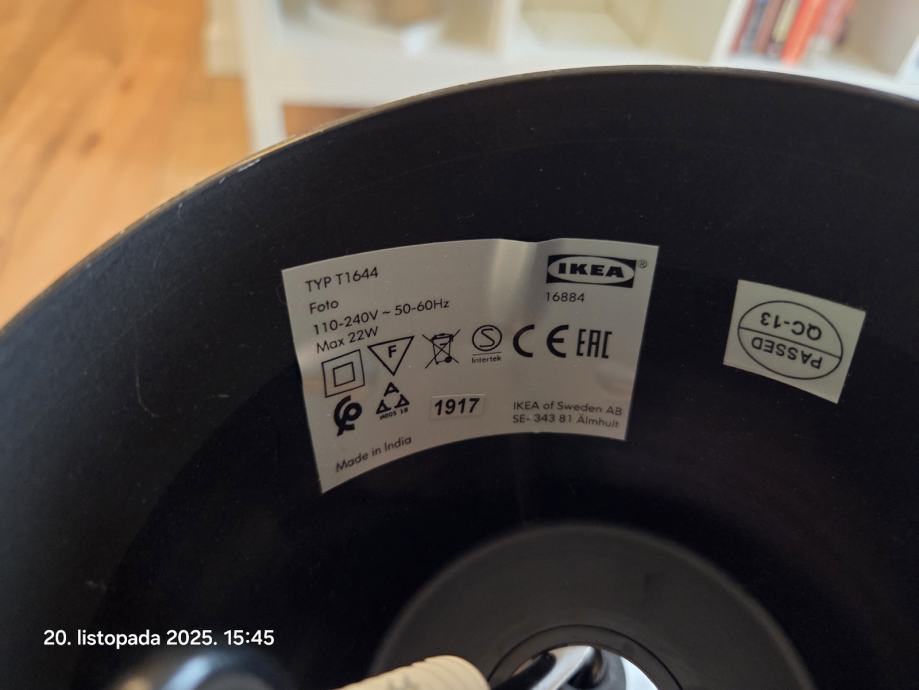 TYP T1644
Foto
110-240V ~ 50-60Hz
Max 22W
IKEA®
16884
F
S
Intertek
CE EAC
1917
IKEA of Sweden AB
SE- 343 81 Älmhult
Made in India
PASSED
QC-13
20. listopada 2025. 15:45